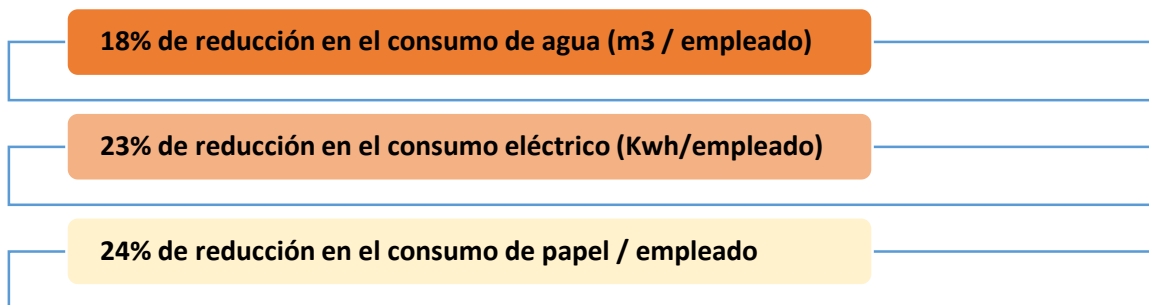 18% de reducción en el consumo de agua (m3 / empleado)
23% de reducción en el consumo eléctrico (Kwh/empleado)
24% de reducción en el consumo de papel / empleado